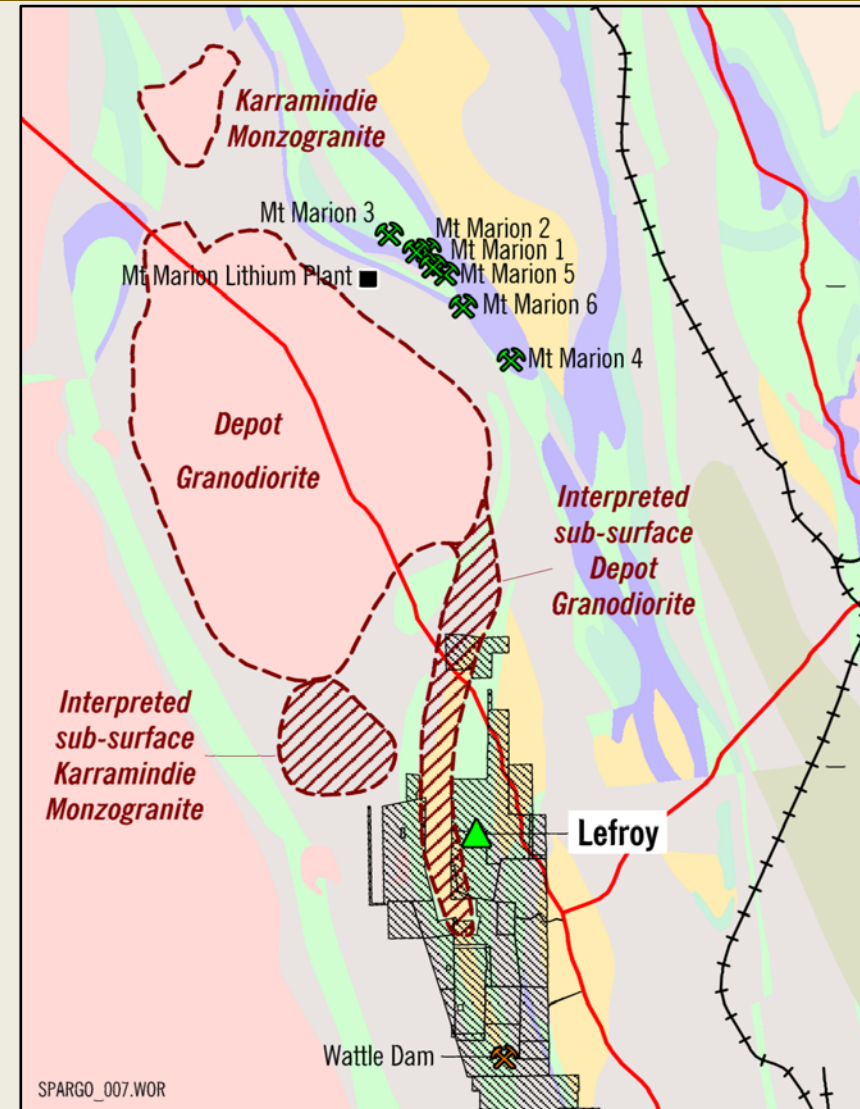 Karramindie
Monzogranite
Mt Marion 3
Mt Marion 2
Mt Marion 1
Mt Marion Lithium Plant
Mt Marion 5
Mt Marion 6
Mt Marion 4
Depot
Granodiorite
Interpreted
sub-surface
Depot
Granodiorite
Interpreted
sub-surface
Karramindie
Monzogranite
Lefroy
Wattle Dam
SPARGO_007.WOR